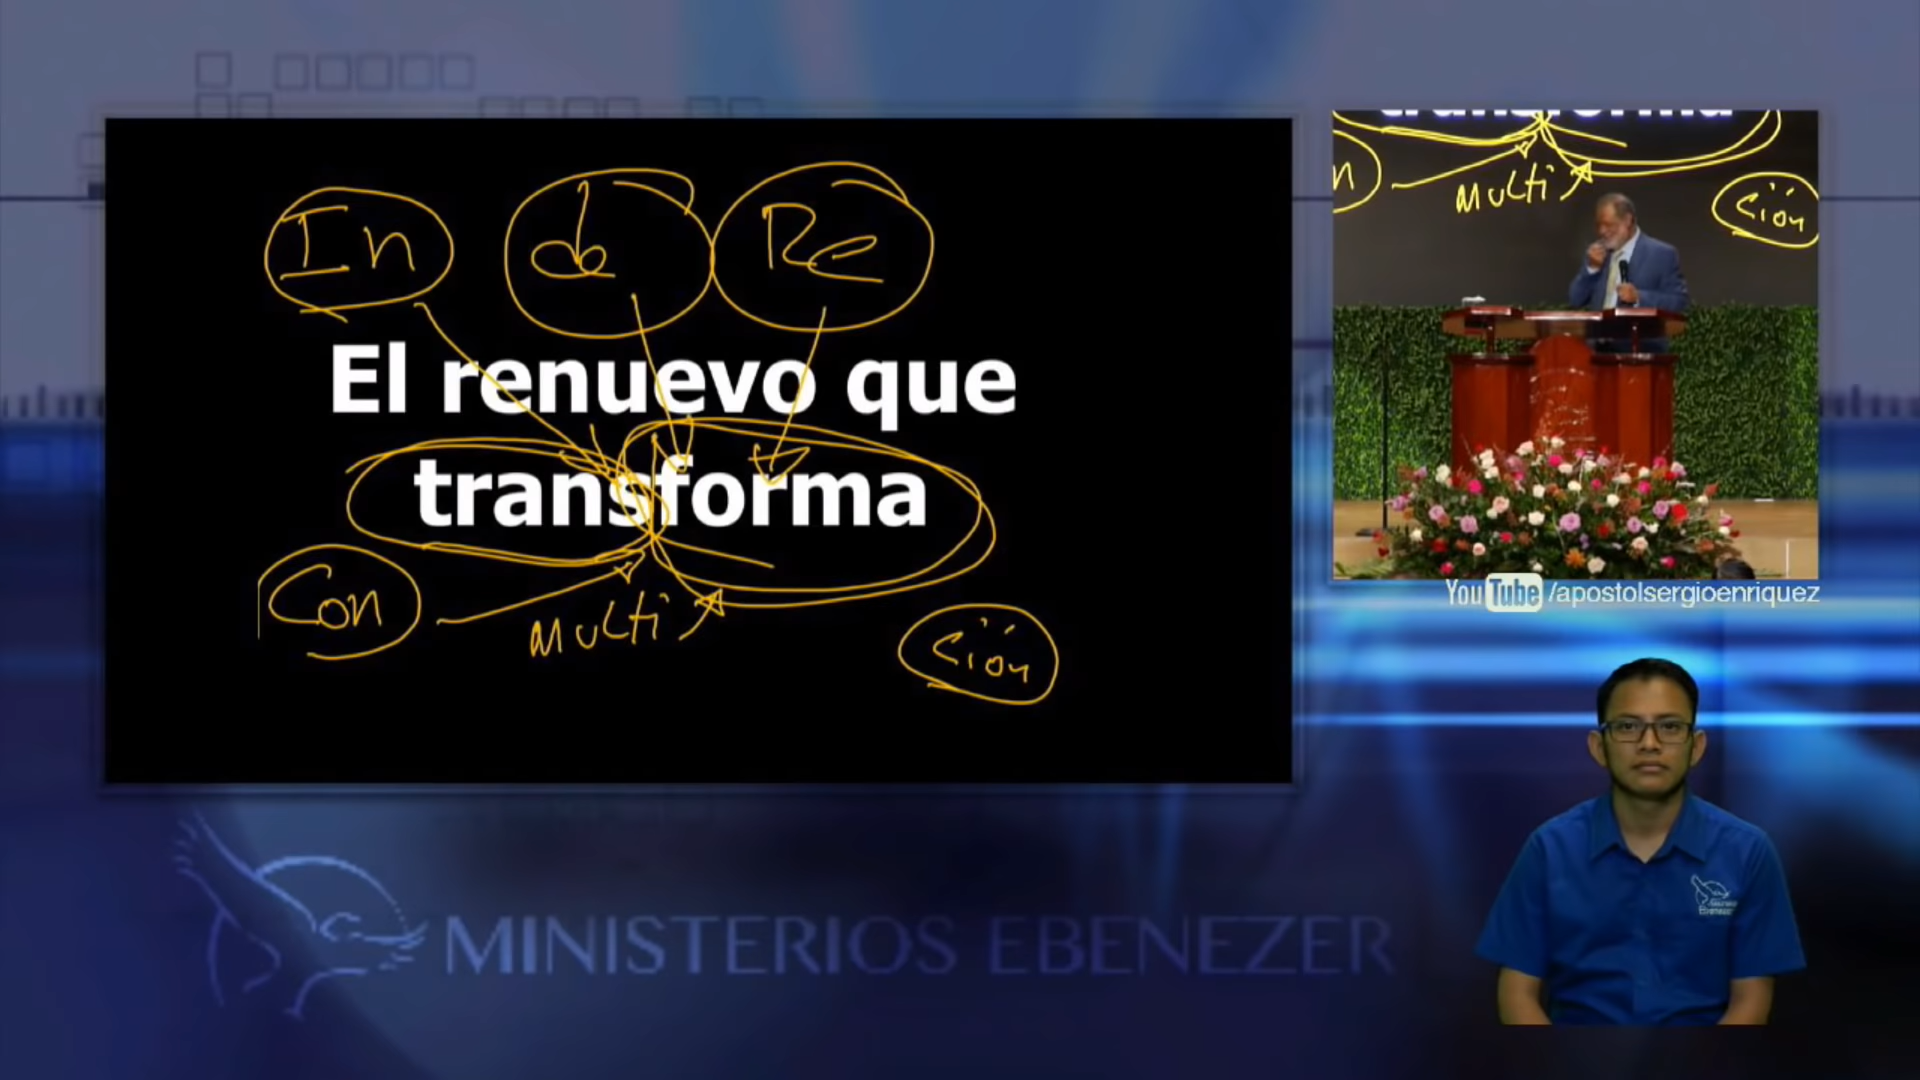 In de Re
El renuevo que
transforma
Con
Multi
Ción
transforma
n
Multi
Ción
YouTube /apostolsergioenriquez
MINISTERIOS EBENEZER